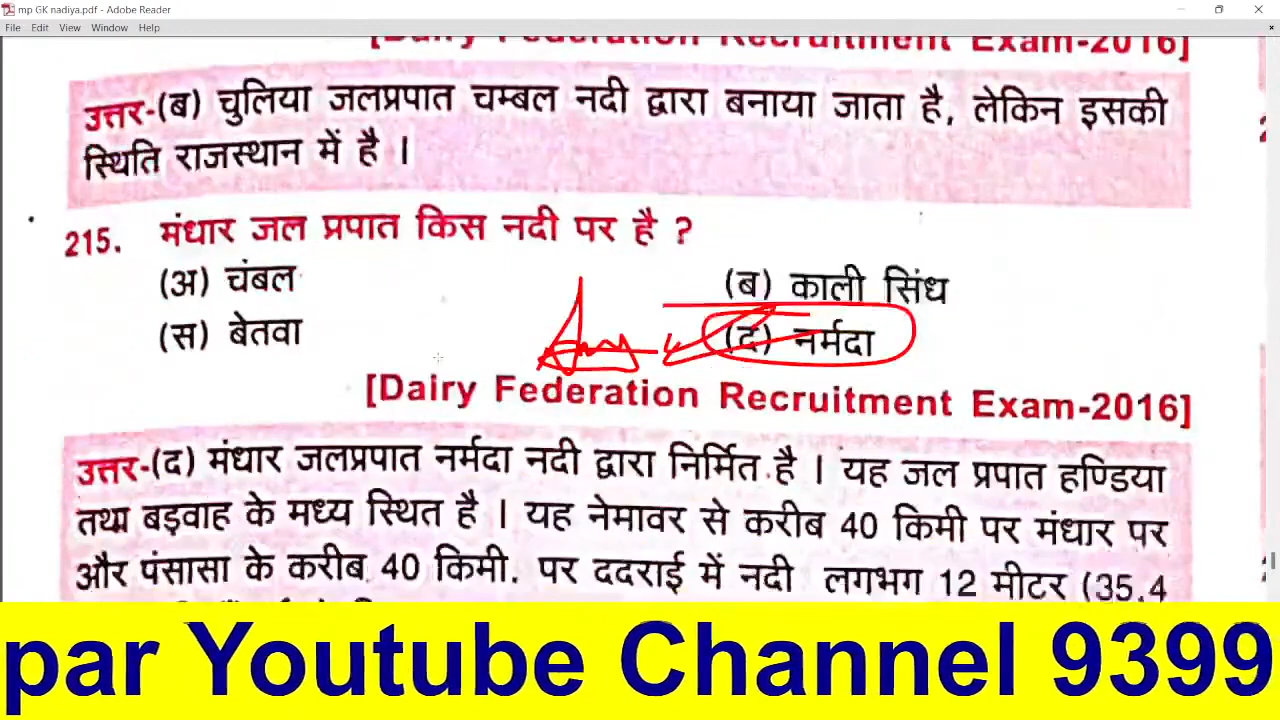 mp GK nadiya.pdf - Adobe Reader
File Edit View Window Help
[Dairy Federation Recruitment Exam-2016]
उत्तर-(ब) चुलिया जलप्रपात चम्बल नदी द्वारा बनाया जाता है, लेकिन इसकी
स्थिति राजस्थान में है ।
215. मंधार जल प्रपात किस नदी पर है ?
(अ) चंबल (ब) काली सिंध
(स) बेतवा (द) नर्मदा
[Dairy Federation Recruitment Exam-2016]
उत्तर-(द) मंधार जलप्रपात नर्मदा नदी द्वारा निर्मित है । यह जल प्रपात हण्डिया
तथा बड़वाह के मध्य स्थित है । यह नेमावर से करीब 40 किमी पर मंधार पर
और पंसासा के करीब 40 किमी. पर ददराई में नदी लगभग 12 मीटर (35.4
par Youtube Channel 9399